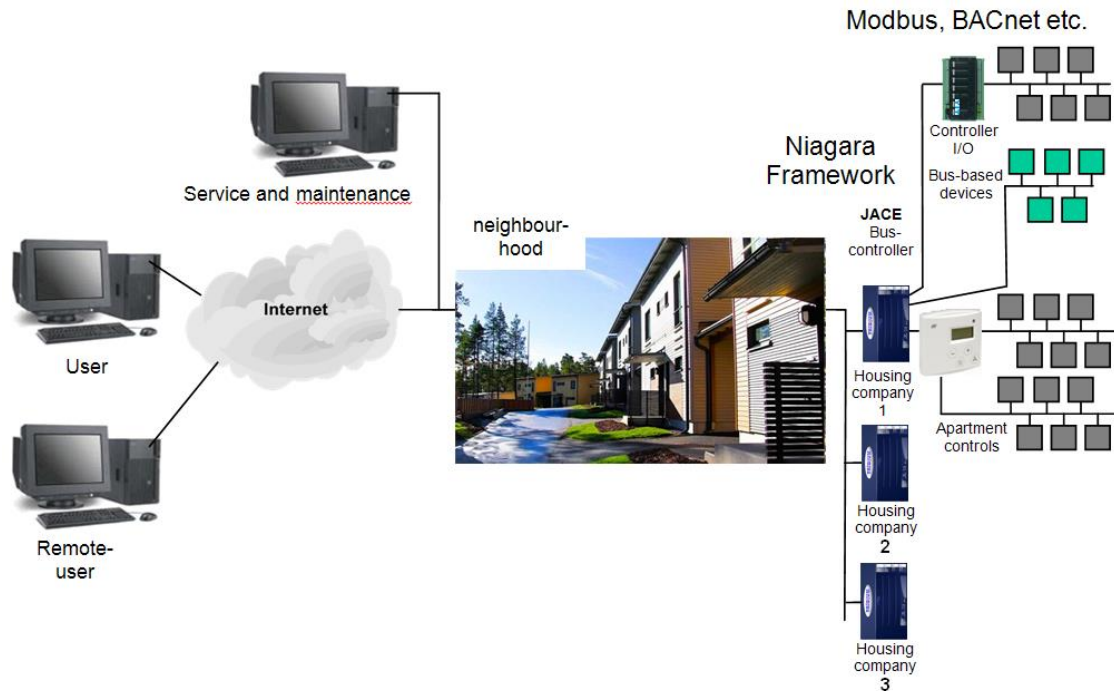 Modbus, BACnet etc.
Controller
I/O
Niagara
Framework
Bus-based
devices
Service and maintenance
JACE
Bus-
controller
neighbour-
hood
Internet
User
Housing
company
1
Apartment
controls
Housing
company
2
Remote-
user
Housing
company
3